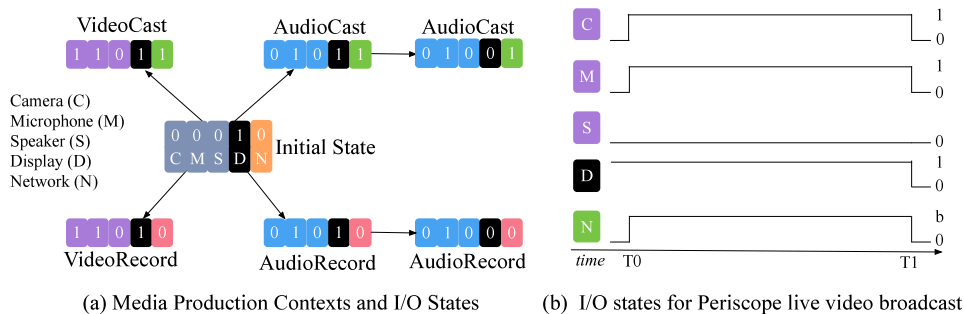 VideoCast
1 1 0 1 1
AudioCast
0 1 0 1 1
AudioCast
0 1 0 0 1
Camera (C)
Microphone (M)
Speaker (S)
Display (D)
Network (N)
0 0 0 1 0
C M S D N
Initial State
1 1 0 1 0
VideoRecord
0 1 0 1 0
AudioRecord
0 1 0 0 0
AudioRecord
(a) Media Production Contexts and I/O States
C
1
0
M
1
0
S
0
D
1
0
N
b
0
time T0 T1
(b) I/O states for Periscope live video broadcast